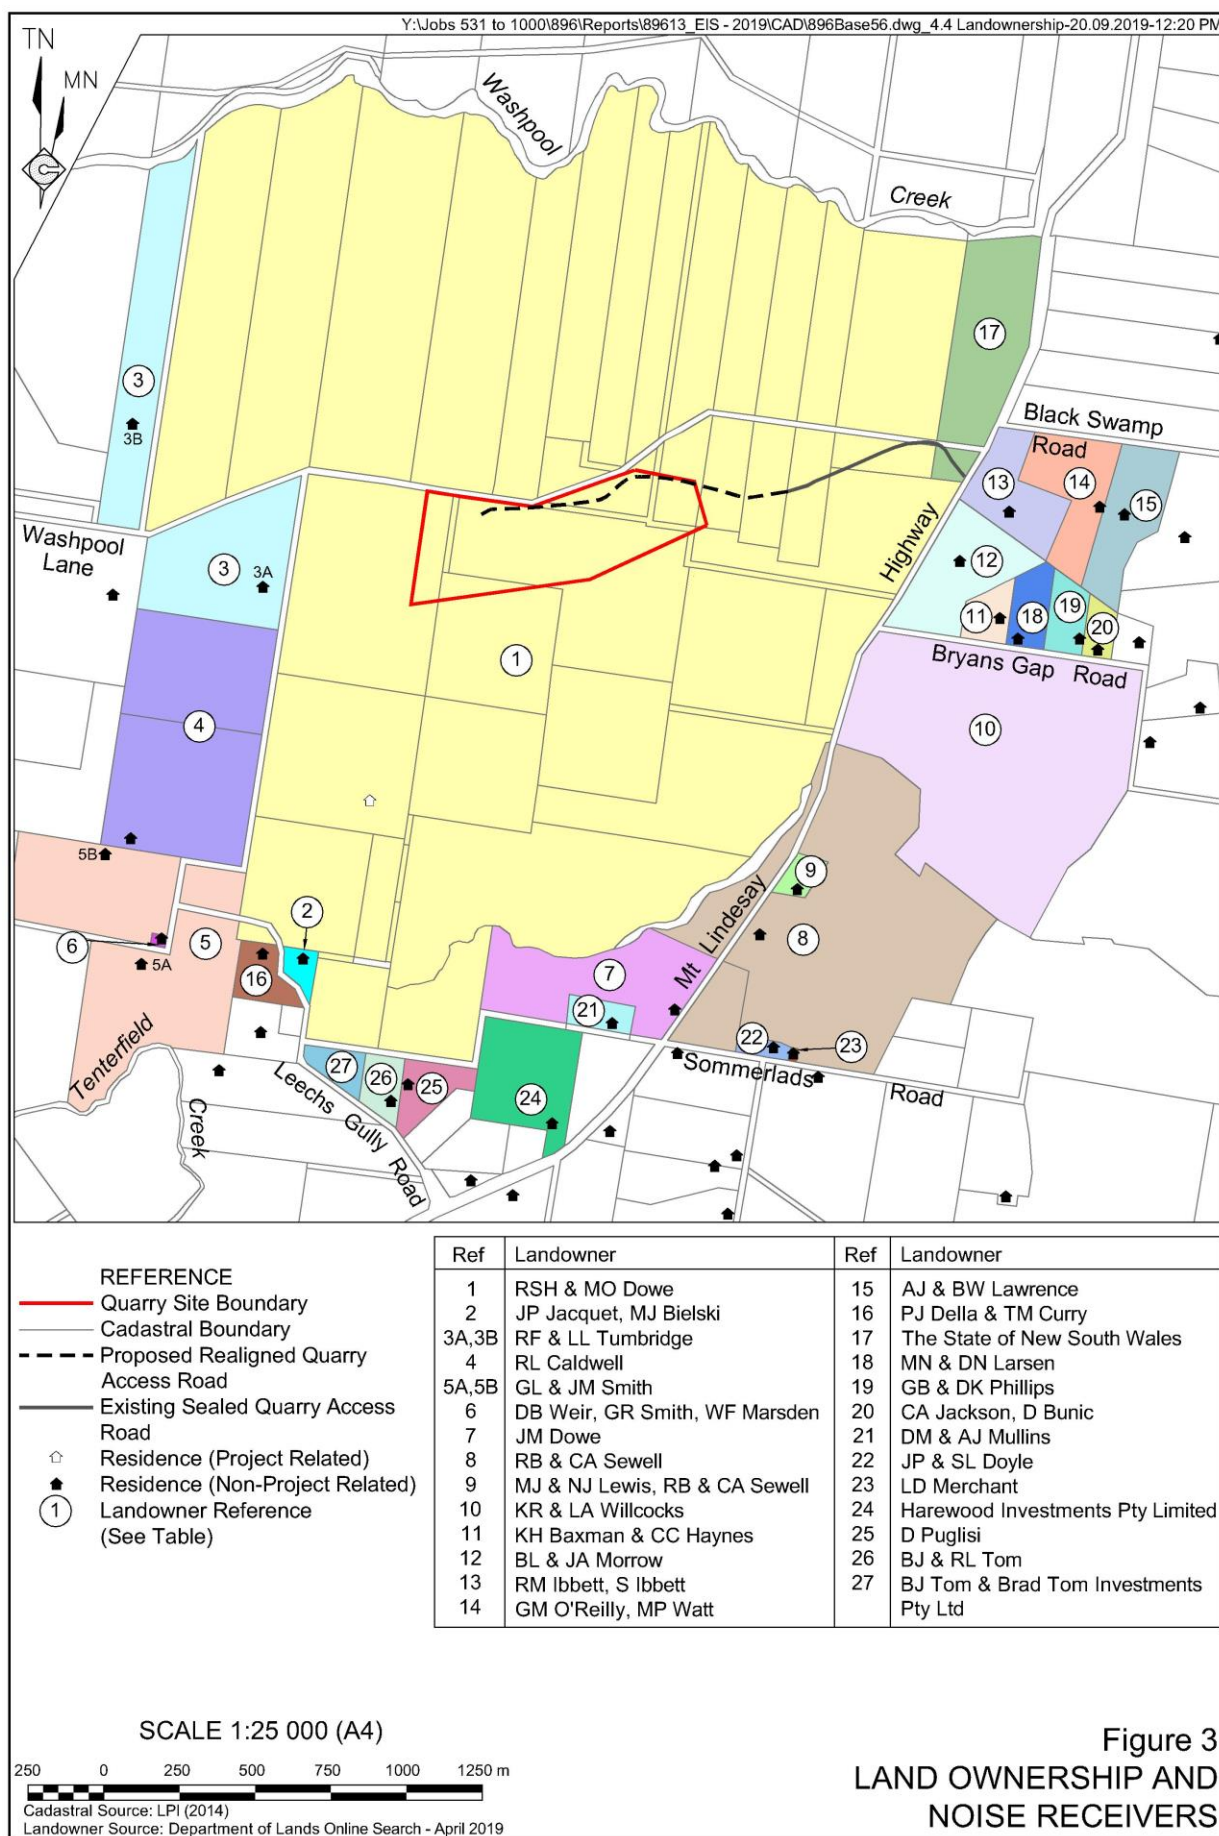 Y:\Jobs 531 to 1000\896\Reports\89613_EIS - 2019\CAD\896Base56.dwg_4.4 Landownership-20.09.2019-12:20 PM
TN
MN
Washpool
Creek
17
3
3B
Black Swamp
Road
13
14
15
Washpool
Lane
3
3A
Highway
12
11
18
19
20
Bryans Gap Road
1
4
10
5B
9
2
Mt Lindesay
8
6
5
5A
16
7
21
22
23
Sommerlads
Road
Tenterfield
Creek
27
26
25
24
Leechs Gully Road
REFERENCE
Quarry Site Boundary
Cadastral Boundary
Proposed Realigned Quarry
Access Road
Existing Sealed Quarry Access
Road
Residence (Project Related)
Residence (Non-Project Related)
1 Landowner Reference
(See Table)
Ref Landowner Ref Landowner
1 RSH & MO Dowe 15 AJ & BW Lawrence
2 JP Jacquet, MJ Bielski 16 PJ Della & TM Curry
3A,3B RF & LL Tumbridge 17 The State of New South Wales
4 RL Caldwell 18 MN & DN Larsen
5A,5B GL & JM Smith 19 GB & DK Phillips
6 DB Weir, GR Smith, WF Marsden 20 CA Jackson, D Bunic
7 JM Dowe 21 DM & AJ Mullins
8 RB & CA Sewell 22 JP & SL Doyle
9 MJ & NJ Lewis, RB & CA Sewell 23 LD Merchant
10 KR & LA Willcocks 24 Harewood Investments Pty Limited
11 KH Baxman & CC Haynes 25 D Puglisi
12 BL & JA Morrow 26 BJ & RL Tom
13 RM Ibbett, S Ibbett 27 BJ Tom & Brad Tom Investments
14 GM O'Reilly, MP Watt Pty Ltd
SCALE 1:25 000 (A4)
250 0 250 500 750 1000 1250 m
Cadastral Source: LPI (2014)
Landowner Source: Department of Lands Online Search - April 2019
Figure 3
LAND OWNERSHIP AND
NOISE RECEIVERS